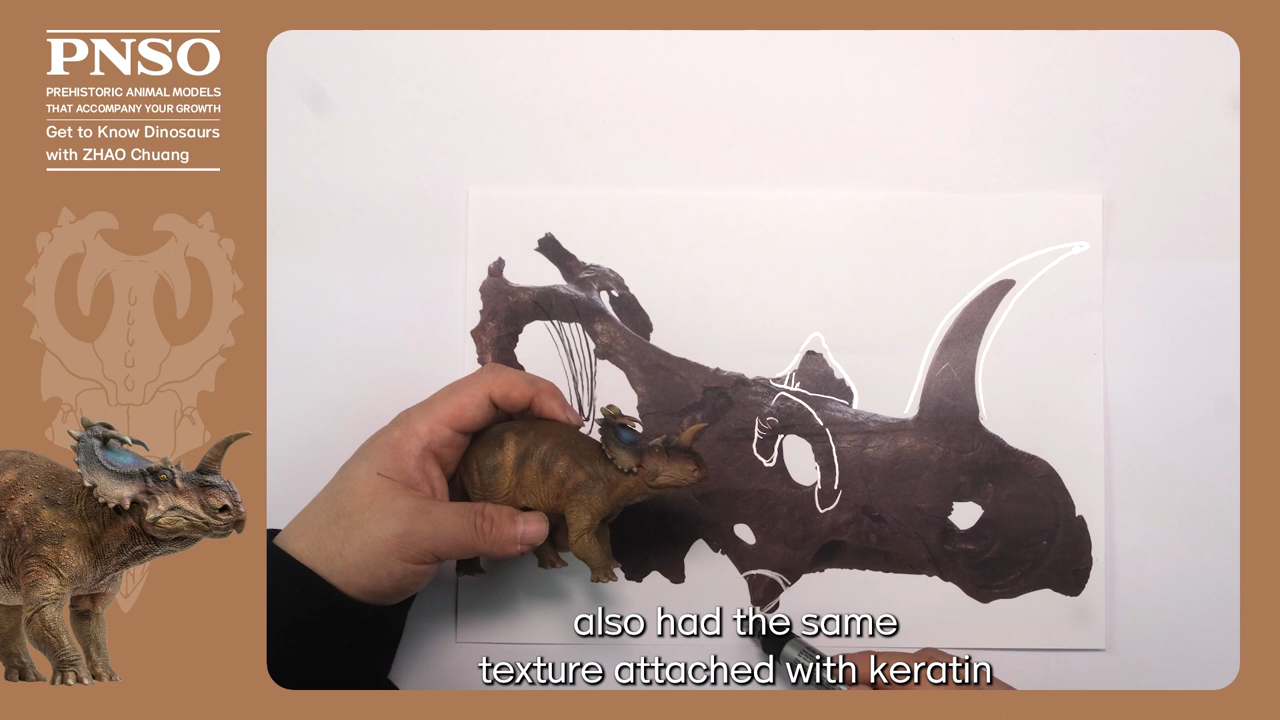 PNSO
PREHISTORIC ANIMAL MODELS
THAT ACCOMPANY YOUR GROWTH
Get to Know Dinosaurs
with ZHAO Chuang
also had the same
texture attached with keratin